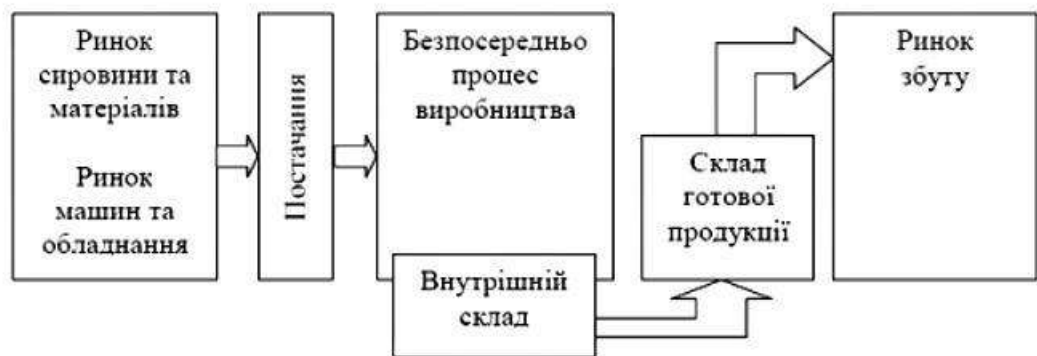 Ринок
сировини та
матеріалів
Ринок
машин та
обладнання
Постачання
Безпосередньо
процес
виробництва
Внутрішній
склад
Склад
готової
продукції
Ринок
збуту